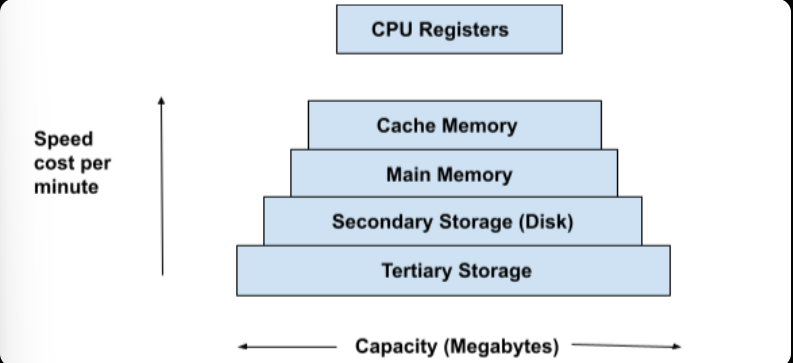 CPU Registers
Speed
cost per
minute
Cache Memory
Main Memory
Secondary Storage (Disk)
Tertiary Storage
Capacity (Megabytes)